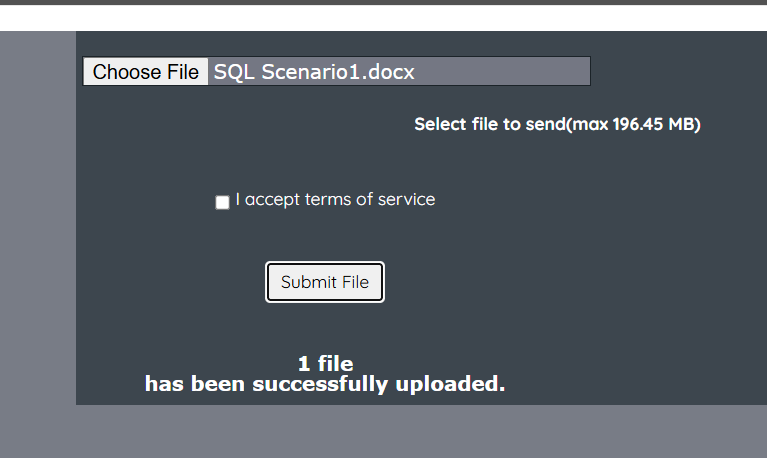 Choose File SQL Scenario1.docx
Select file to send(max 196.45 MB)
I accept terms of service
Submit File
1 file
has been successfully uploaded.